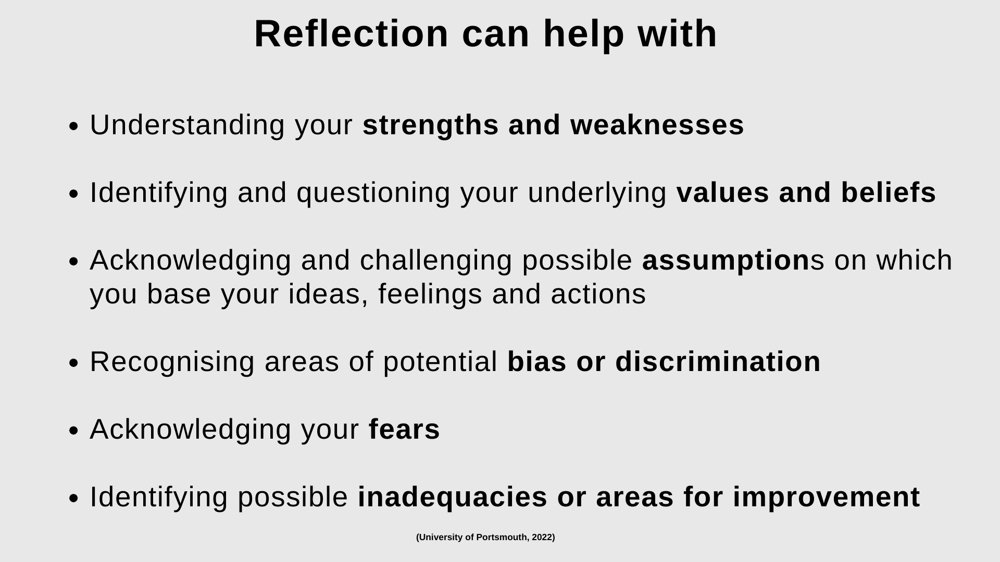 Reflection can help with
• Understanding your strengths and weaknesses
• Identifying and questioning your underlying values and beliefs
• Acknowledging and challenging possible assumptions on which
you base your ideas, feelings and actions
• Recognising areas of potential bias or discrimination
• Acknowledging your fears
• Identifying possible inadequacies or areas for improvement
(University of Portsmouth, 2022)